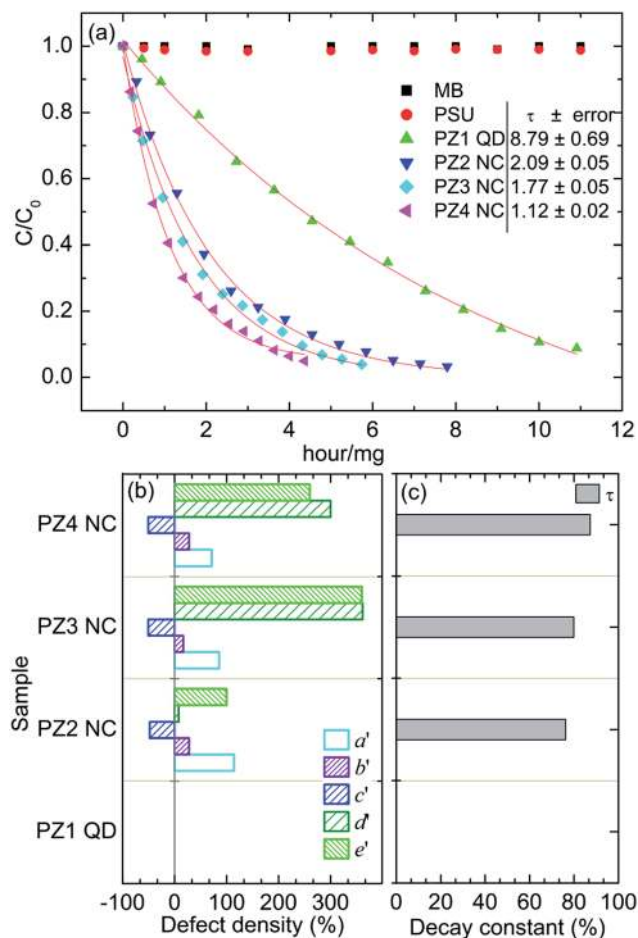 (a)
1.0
0.8
0.6
0.4
0.2
0.0
C/C0
MB
PSU τ ± error
PZ1 QD 8.79 ± 0.69
PZ2 NC 2.09 ± 0.05
PZ3 NC 1.77 ± 0.05
PZ4 NC 1.12 ± 0.02
0 2 4 6 8 10 12
hour/mg
(b)
PZ4 NC
PZ3 NC
PZ2 NC
PZ1 QD
Sample
a'
b'
c'
d'
e'
-100 0 100 200 300
Defect density (%)
(c)
τ
0 20 40 60 80 100
Decay constant (%)